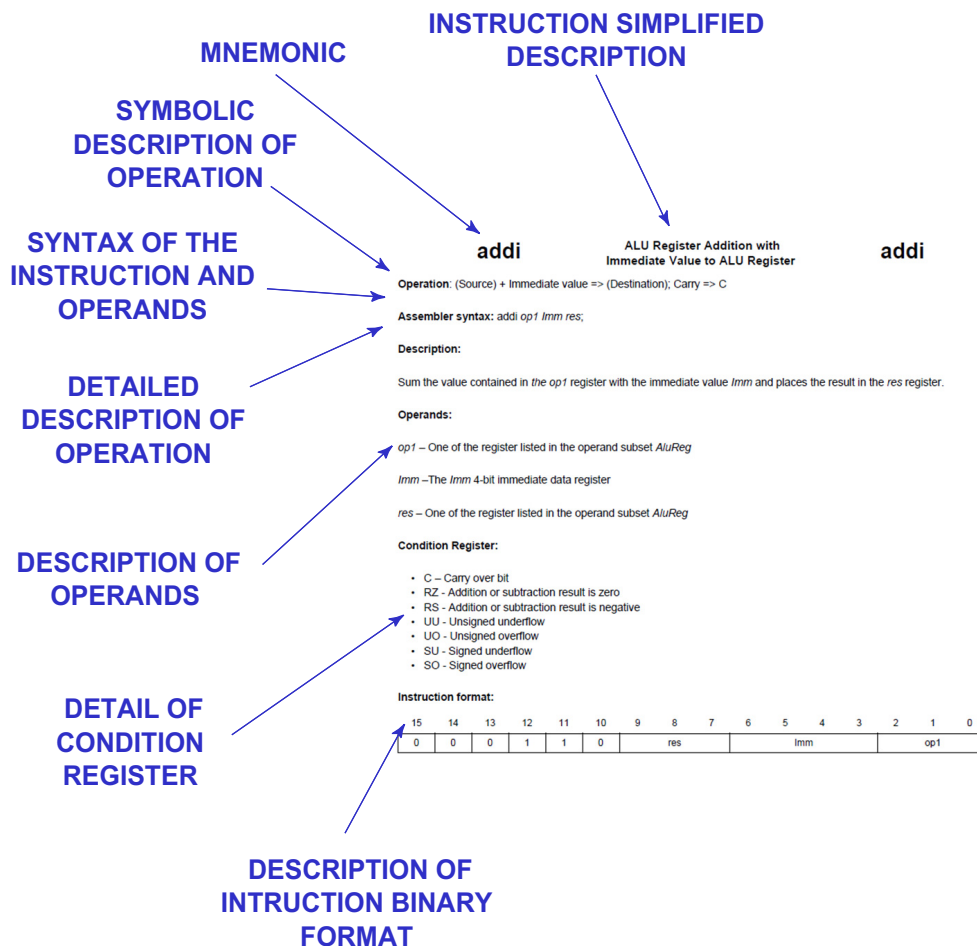 INSTRUCTION SIMPLIFIED
DESCRIPTION
MNEMONIC
SYMBOLIC
DESCRIPTION OF
OPERATION
SYNTAX OF THE
INSTRUCTION AND
OPERANDS
DETAILED
DESCRIPTION OF
OPERATION
DESCRIPTION OF
OPERANDS
DETAIL OF
CONDITION
REGISTER
DESCRIPTION OF
INTRUCTION BINARY
FORMAT
addi
ALU Register Addition with
Immediate Value to ALU Register
addi
Operation: (Source) + Immediate value => (Destination); Carry => C
Assembler syntax: addi op1 Imm res;
Description:
Sum the value contained in the op1 register with the immediate value Imm and places the result in the res register.
Operands:
op1 – One of the register listed in the operand subset AluReg
Imm –The Imm 4-bit immediate data register
res – One of the register listed in the operand subset AluReg
Condition Register:
• C – Carry over bit
• RZ - Addition or subtraction result is zero
• RS - Addition or subtraction result is negative
• UU - Unsigned underflow
• UO - Unsigned overflow
• SU - Signed underflow
• SO - Signed overflow
Instruction format:
15 14 13 12 11 10 9 8 7 6 5 4 3 2 1 0
0 0 0 1 1 0 res Imm op1